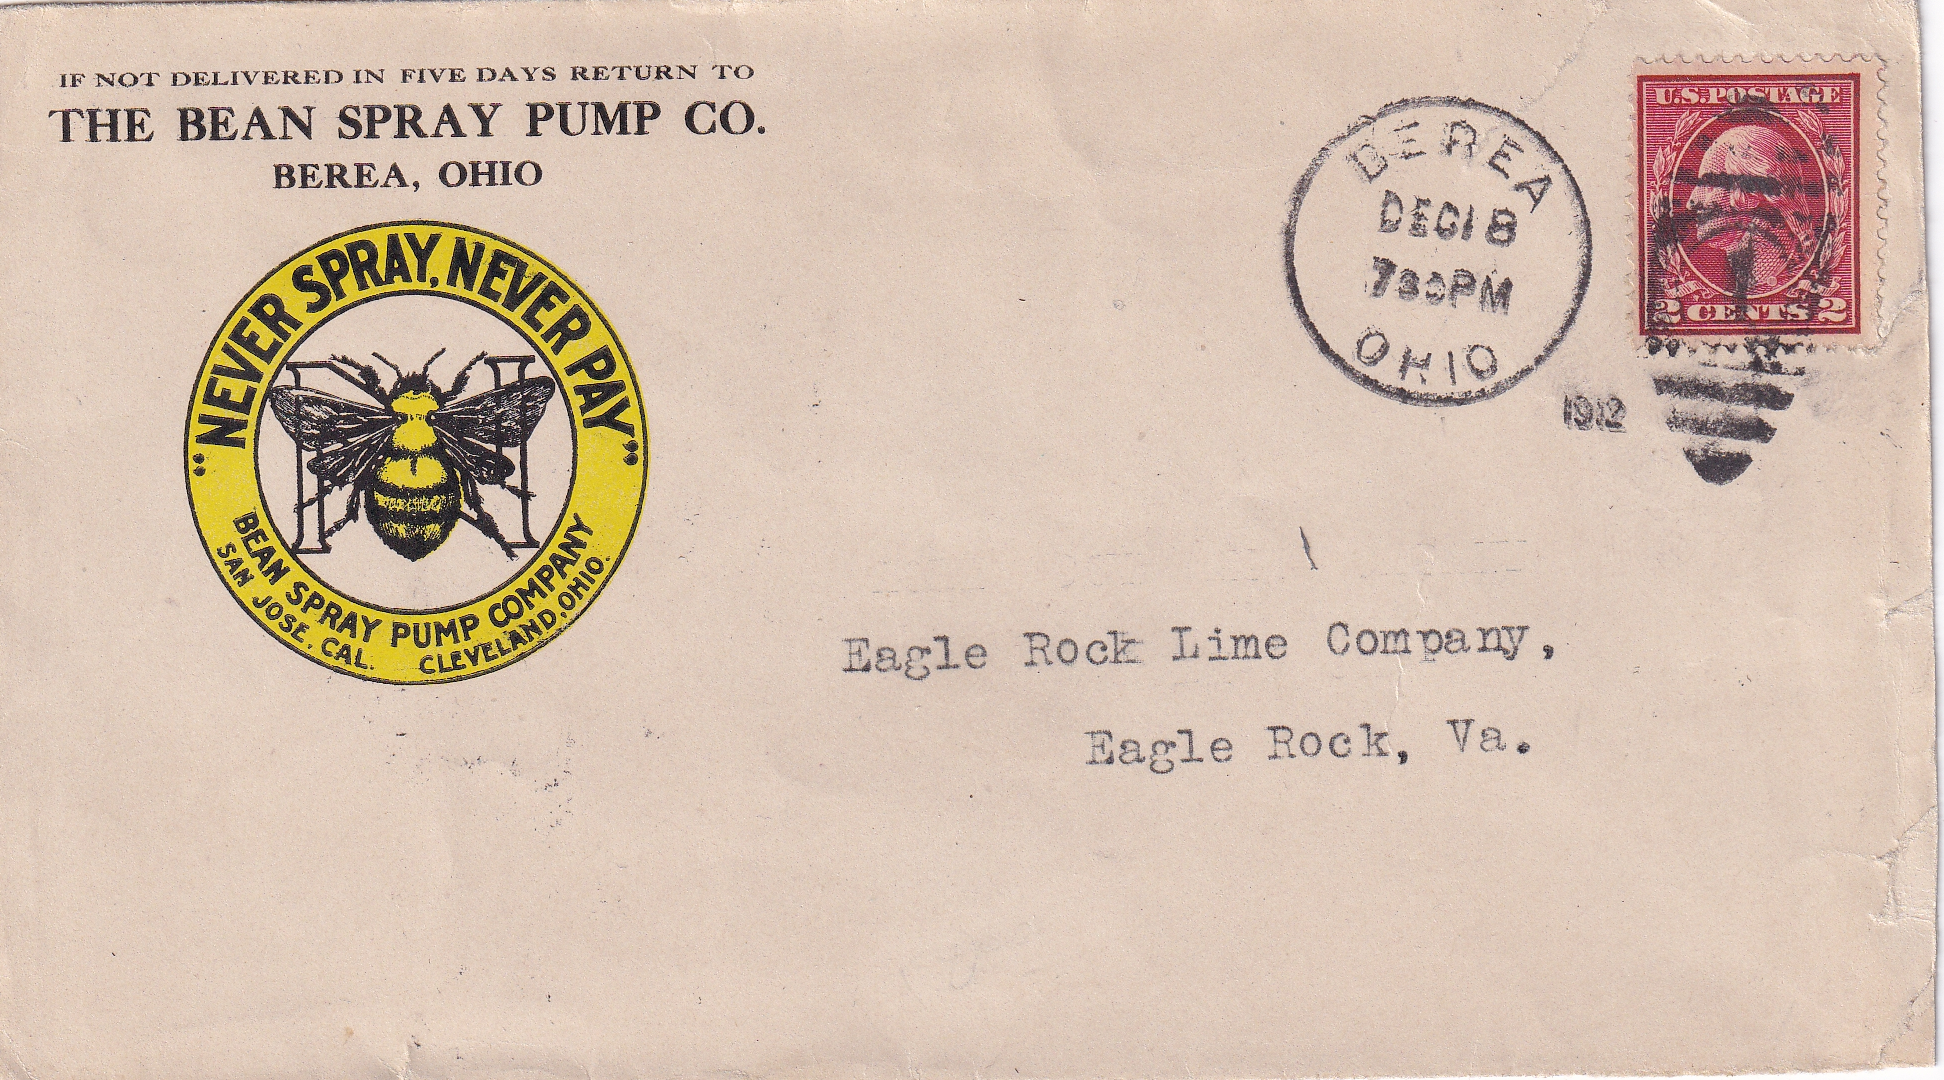 IF NOT DELIVERED IN FIVE DAYS RETURN TO
THE BEAN SPRAY PUMP CO.
BEREA, OHIO
"NEVER SPRAY, NEVER PAY"
BEAN SPRAY PUMP COMPANY
SAN JOSE, CAL. CLEVELAND, OHIO.
BEREA
DEC 18
730PM
OHIO
1912
U.S. POSTAGE
2 CENTS 2
Eagle Rock Lime Company,
Eagle Rock, Va.